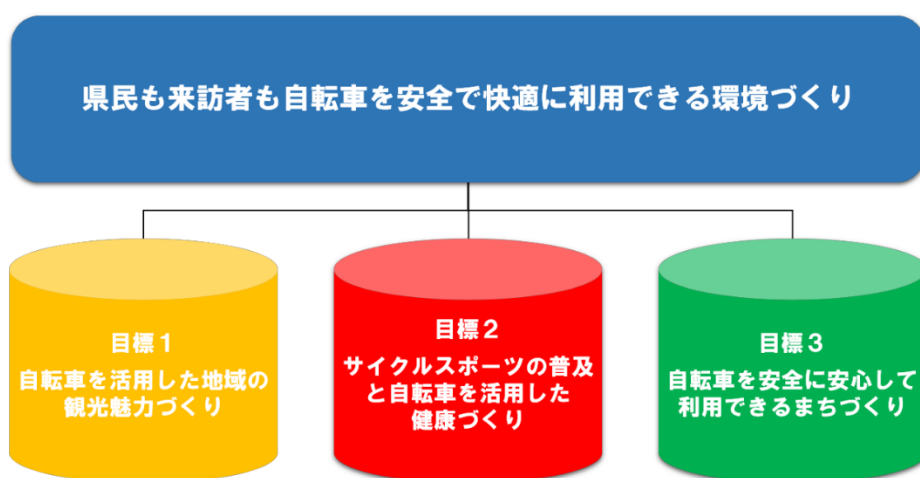 県民も来訪者も自転車を安全で快適に利用できる環境づくり
目標１
自転車を活用した地域の
観光魅力づくり
目標２
サイクルスポーツの普及
と自転車を活用した
健康づくり
目標３
自転車を安全に安心して
利用できるまちづくり